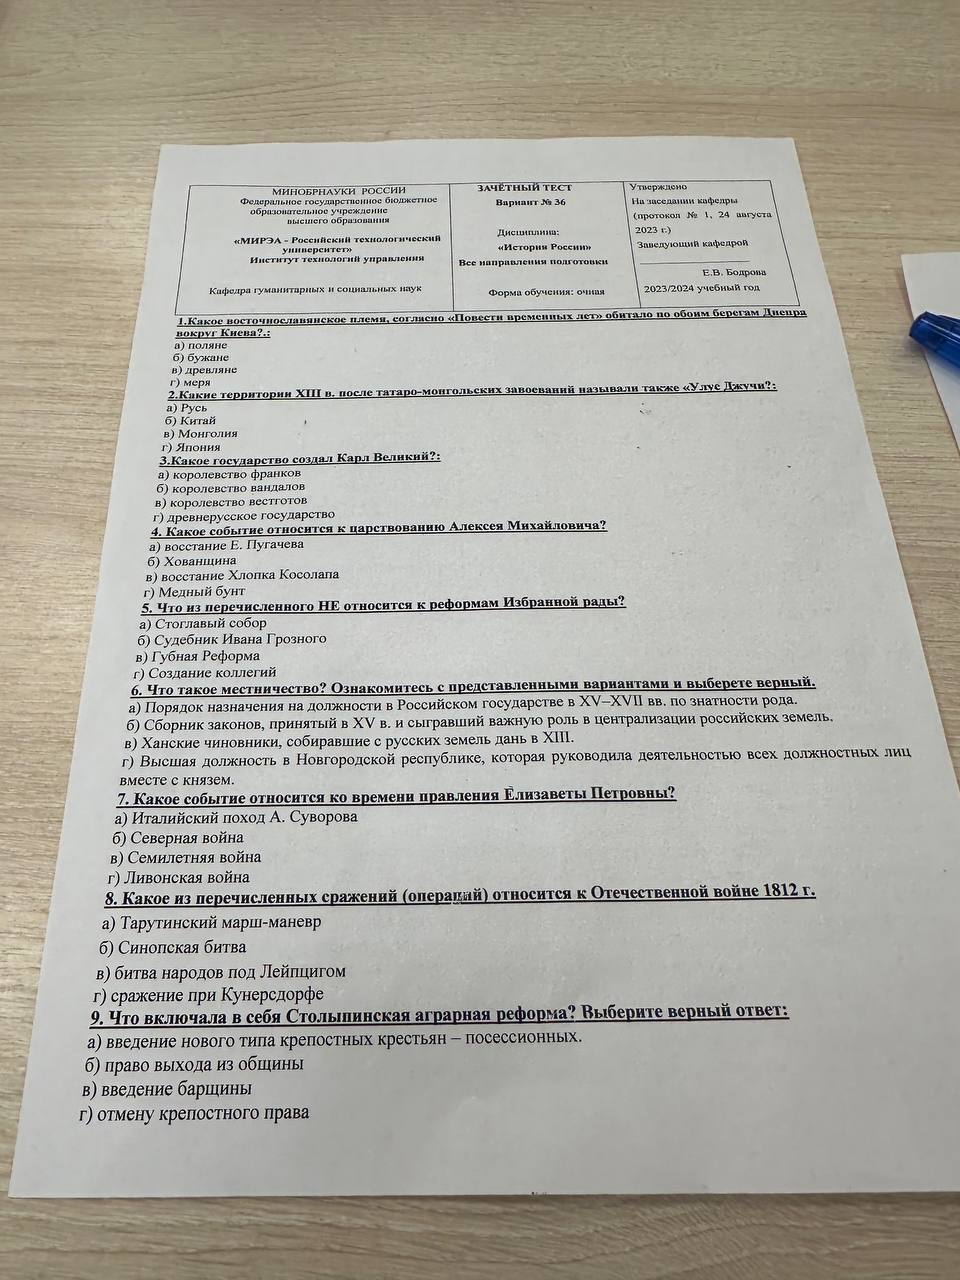 МИНОБРНАУКИ РОССИИ
Федеральное государственное бюджетное
образовательное учреждение
высшего образования
«МИРЭА - Российский технологический
университет»
Институт технологий управления
Кафедра гуманитарных и социальных наук
ЗАЧЁТНЫЙ ТЕСТ
Вариант № 36
Дисциплина:
«История России»
Все направления подготовки
Форма обучения: очная
Утверждено
На заседании кафедры
(протокол № 1, 24 августа
2023 г.)
Заведующий кафедрой
Е.В. Бодрова
2023/2024 учебный год
1.Какое восточнославянское племя, согласно «Повести временных лет» обитало по обоим берегам Днепра
вокруг Киева?.:
а) поляне
б) бужане
в) древляне
г) меря
2.Какие территории XIII в. после татаро-монгольских завоеваний называли также «Улус Джучи?:
а) Русь
б) Китай
в) Монголия
г) Япония
3.Какое государство создал Карл Великий?:
а) королевство франков
б) королевство вандалов
в) королевство вестготов
г) древнерусское государство
4. Какое событие относится к царствованию Алексея Михайловича?
а) восстание Е. Пугачева
б) Хованщина
в) восстание Хлопка Косолапа
г) Медный бунт
5. Что из перечисленного НЕ относится к реформам Избранной рады?
а) Стоглавый собор
б) Судебник Ивана Грозного
в) Губная Реформа
г) Создание коллегий
6. Что такое местничество? Ознакомитесь с представленными вариантами и выберете верный.
а) Порядок назначения на должности в Российском государстве в XV–XVII вв. по знатности рода.
б) Сборник законов, принятый в XV в. и сыгравший важную роль в централизации российских земель.
в) Ханские чиновники, собиравшие с русских земель дань в XIII.
г) Высшая должность в Новгородской республике, которая руководила деятельностью всех должностных лиц
вместе с князем.
7. Какое событие относится ко времени правления Елизаветы Петровны?
а) Италийский поход А. Суворова
б) Северная война
в) Семилетняя война
г) Ливонская война
8. Какое из перечисленных сражений (операций) относится к Отечественной войне 1812 г.
а) Тарутинский марш-маневр
б) Синопская битва
в) битва народов под Лейпцигом
г) сражение при Кунерсдорфе
9. Что включала в себя Столыпинская аграрная реформа? Выберите верный ответ:
а) введение нового типа крепостных крестьян – посессионных.
б) право выхода из общины
в) введение барщины
г) отмену крепостного права